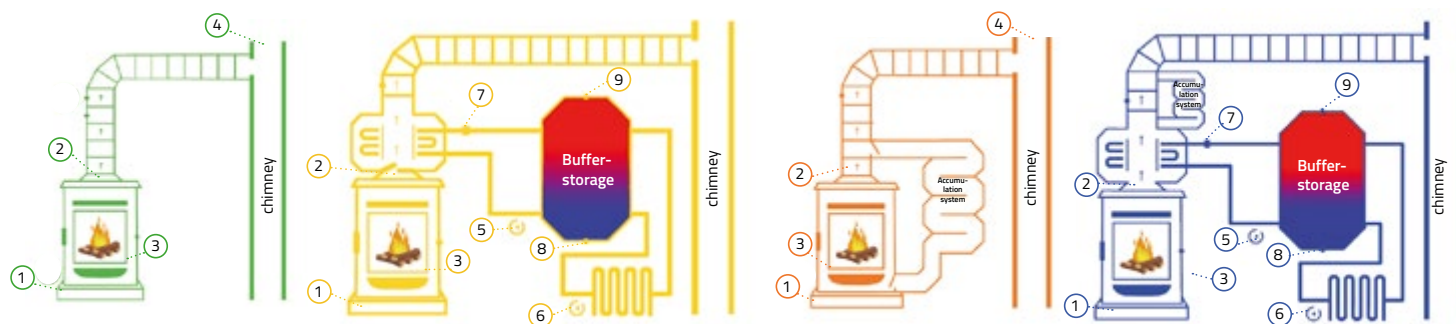 4
2
3
1
chimney
7
9
2
Buffer-
storage
5
3
8
1
6
chimney
4
2
Accumu-
lation
system
3
1
chimney
Accumu-
lation
system
9
7
2
Buffer-
storage
5
3
8
1
6
chimney